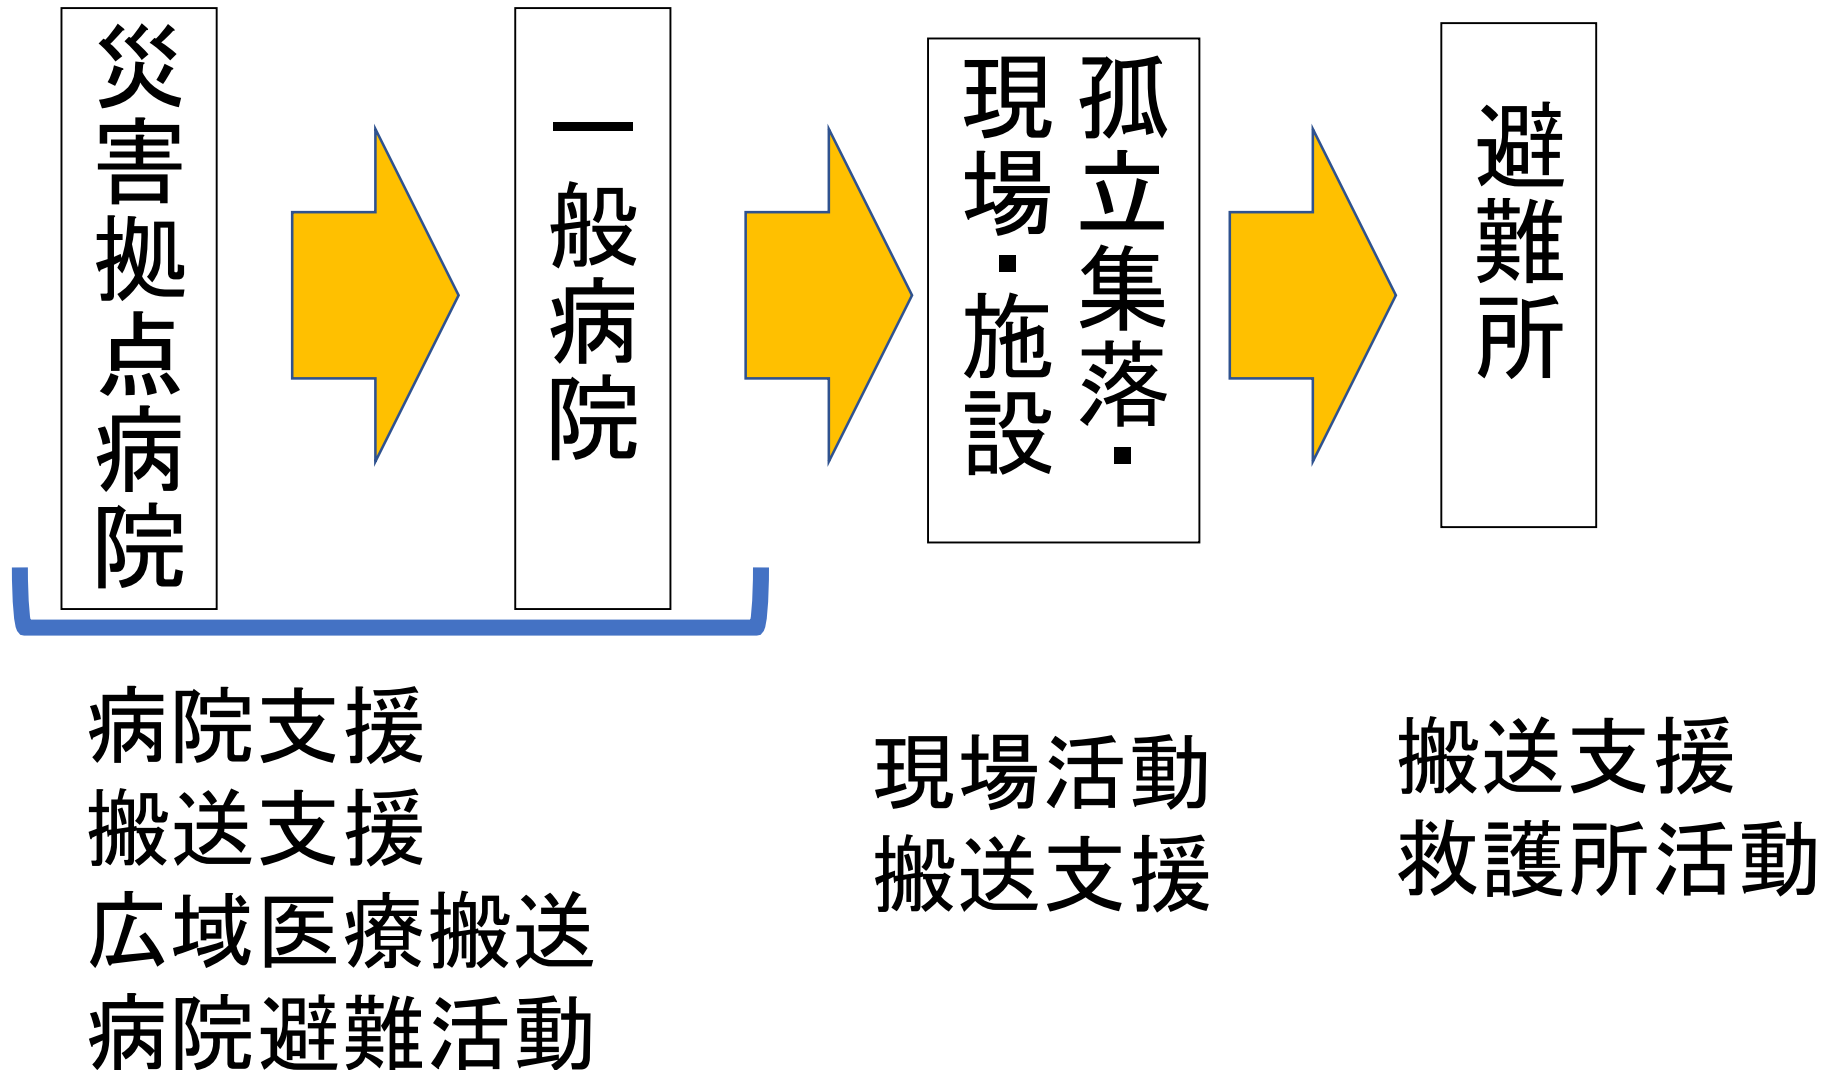 災害拠点病院
一般病院
孤立集落・
現場・施設
避難所
病院支援
搬送支援
広域医療搬送
病院避難活動
現場活動
搬送支援
搬送支援
救護所活動